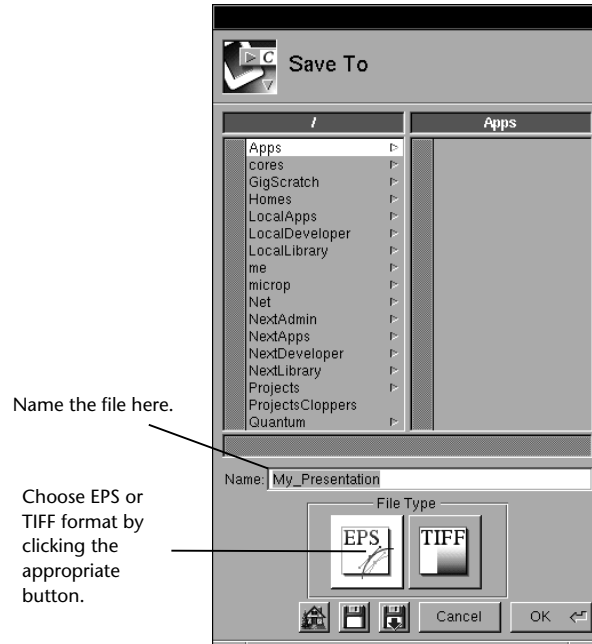 C
Save To
/
Apps
Apps
cores
GigScratch
Homes
LocalApps
LocalDeveloper
LocalLibrary
me
microp
Net
NextAdmin
NextApps
NextDeveloper
NextLibrary
Projects
ProjectsCloppers
Quantum
Name the file here.
Name: My_Presentation
Choose EPS or
TIFF format by
clicking the
appropriate
button.
File Type
EPS
TIFF
Cancel
OK